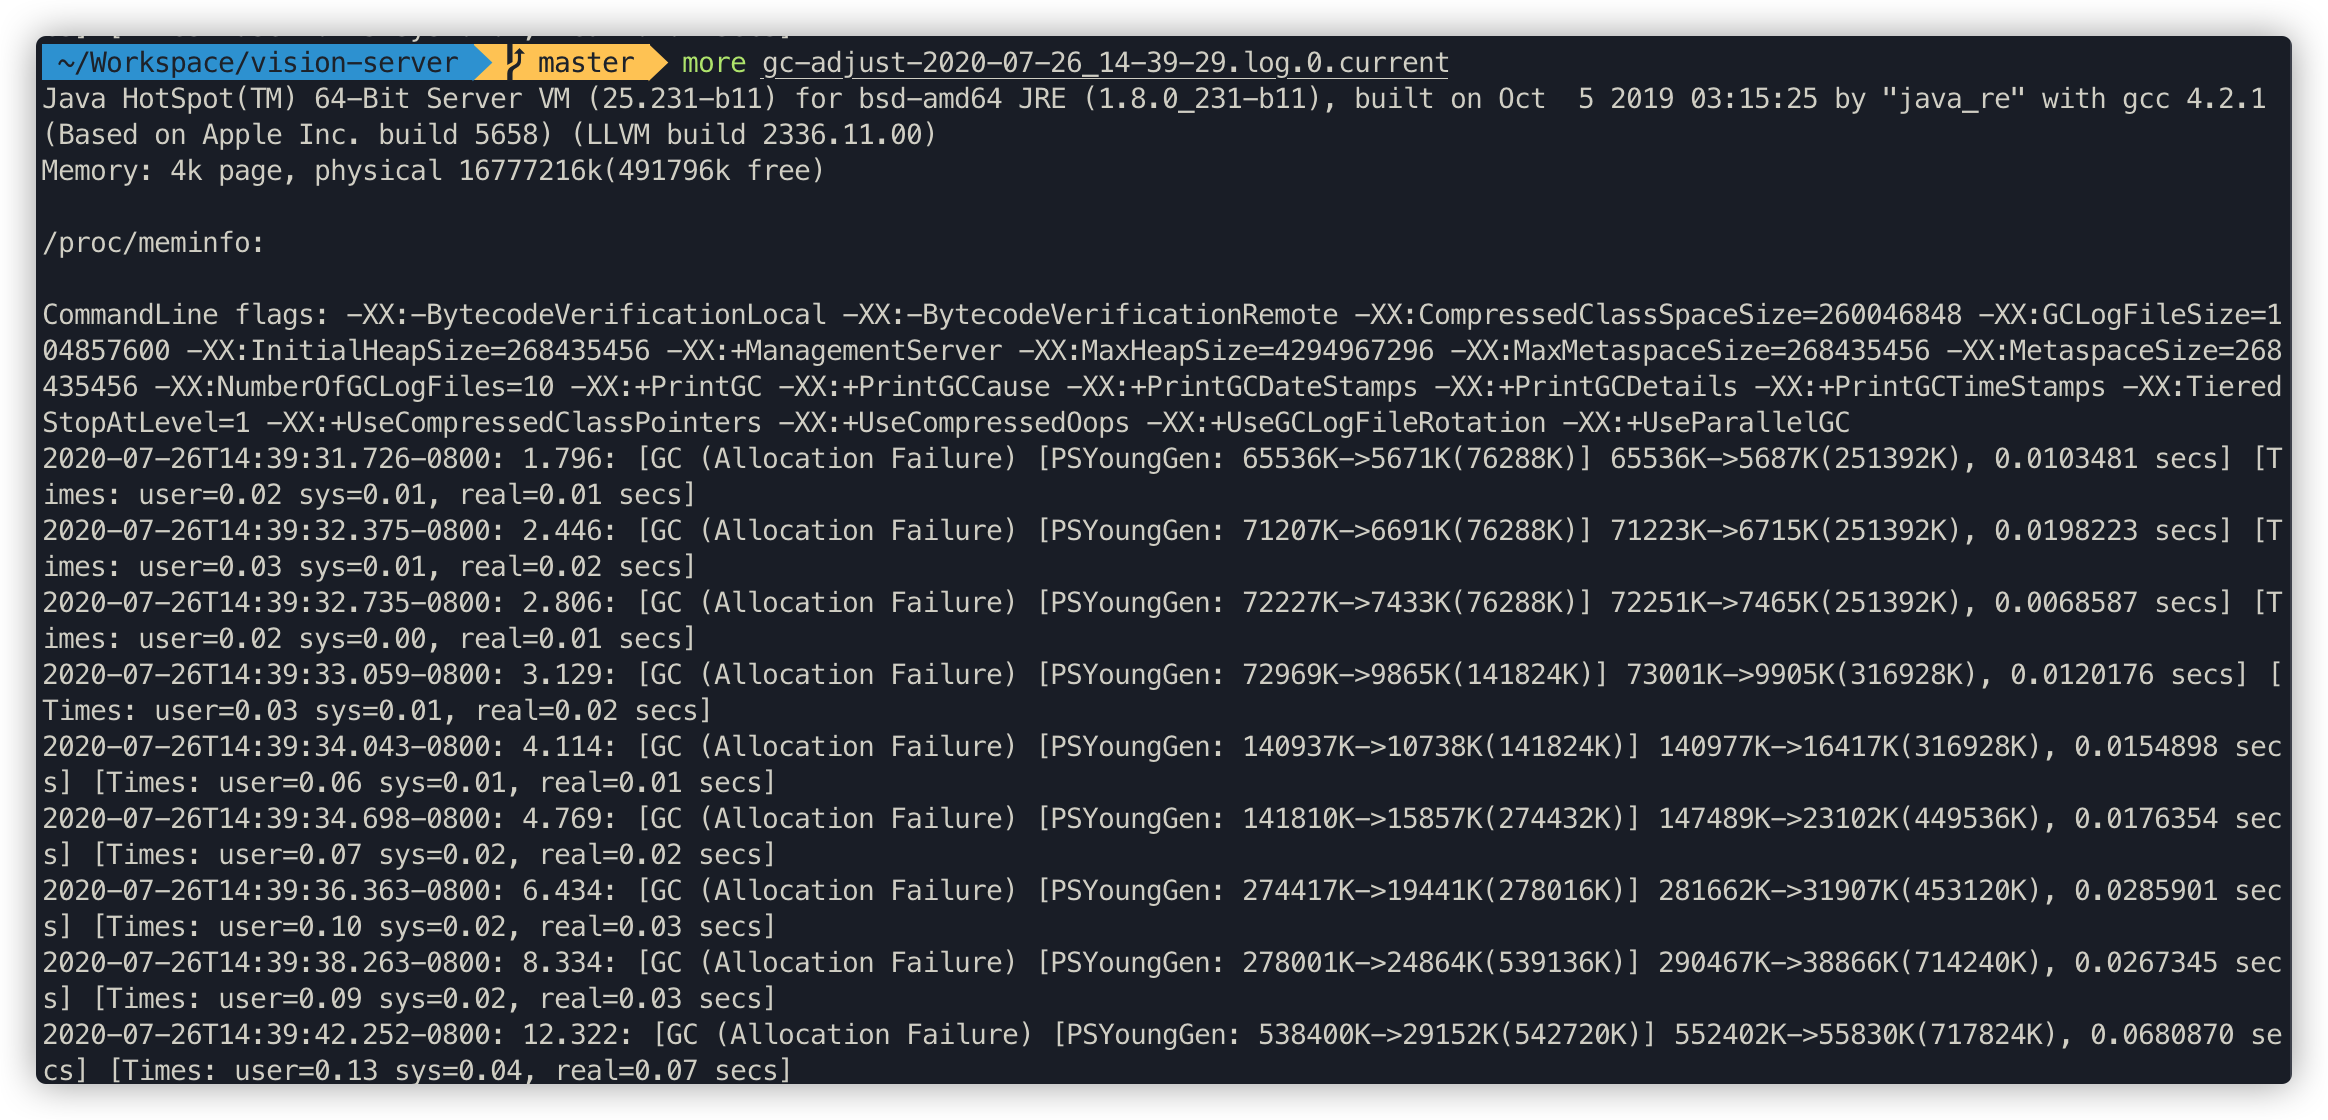 ~/Workspace/vision-server master more gc-adjust-2020-07-26_14-39-29.log.0.current
Java HotSpot(TM) 64-Bit Server VM (25.231-b11) for bsd-amd64 JRE (1.8.0_231-b11), built on Oct  5 2019 03:15:25 by "java_re" with gcc 4.2.1
(Based on Apple Inc. build 5658) (LLVM build 2336.11.00)
Memory: 4k page, physical 16777216k(491796k free)
/proc/meminfo:
CommandLine flags: -XX:-BytecodeVerificationLocal -XX:-BytecodeVerificationRemote -XX:CompressedClassSpaceSize=260046848 -XX:GCLogFileSize=1
04857600 -XX:InitialHeapSize=268435456 -XX:+ManagementServer -XX:MaxHeapSize=4294967296 -XX:MaxMetaspaceSize=268435456 -XX:MetaspaceSize=268
435456 -XX:NumberOfGCLogFiles=10 -XX:+PrintGC -XX:+PrintGCCause -XX:+PrintGCDateStamps -XX:+PrintGCDetails -XX:+PrintGCTimeStamps -XX:Tiered
StopAtLevel=1 -XX:+UseCompressedClassPointers -XX:+UseCompressedOops -XX:+UseGCLogFileRotation -XX:+UseParallelGC
2020-07-26T14:39:31.726-0800: 1.796: [GC (Allocation Failure) [PSYoungGen: 65536K->5671K(76288K)] 65536K->5687K(251392K), 0.0103481 secs] [T
imes: user=0.02 sys=0.01, real=0.01 secs]
2020-07-26T14:39:32.375-0800: 2.446: [GC (Allocation Failure) [PSYoungGen: 71207K->6691K(76288K)] 71223K->6715K(251392K), 0.0198223 secs] [T
imes: user=0.03 sys=0.01, real=0.02 secs]
2020-07-26T14:39:32.735-0800: 2.806: [GC (Allocation Failure) [PSYoungGen: 72227K->7433K(76288K)] 72251K->7465K(251392K), 0.0068587 secs] [T
imes: user=0.02 sys=0.00, real=0.01 secs]
2020-07-26T14:39:33.059-0800: 3.129: [GC (Allocation Failure) [PSYoungGen: 72969K->9865K(141824K)] 73001K->9905K(316928K), 0.0120176 secs] [
Times: user=0.03 sys=0.01, real=0.02 secs]
2020-07-26T14:39:34.043-0800: 4.114: [GC (Allocation Failure) [PSYoungGen: 140937K->10738K(141824K)] 140977K->16417K(316928K), 0.0154898 sec
s] [Times: user=0.06 sys=0.01, real=0.01 secs]
2020-07-26T14:39:34.698-0800: 4.769: [GC (Allocation Failure) [PSYoungGen: 141810K->15857K(274432K)] 147489K->23102K(449536K), 0.0176354 sec
s] [Times: user=0.07 sys=0.02, real=0.02 secs]
2020-07-26T14:39:36.363-0800: 6.434: [GC (Allocation Failure) [PSYoungGen: 274417K->19441K(278016K)] 281662K->31907K(453120K), 0.0285901 sec
s] [Times: user=0.10 sys=0.02, real=0.03 secs]
2020-07-26T14:39:38.263-0800: 8.334: [GC (Allocation Failure) [PSYoungGen: 278001K->24864K(539136K)] 290467K->38866K(714240K), 0.0267345 sec
s] [Times: user=0.09 sys=0.02, real=0.03 secs]
2020-07-26T14:39:42.252-0800: 12.322: [GC (Allocation Failure) [PSYoungGen: 538400K->29152K(542720K)] 552402K->55830K(717824K), 0.0680870 se
cs] [Times: user=0.13 sys=0.04, real=0.07 secs]